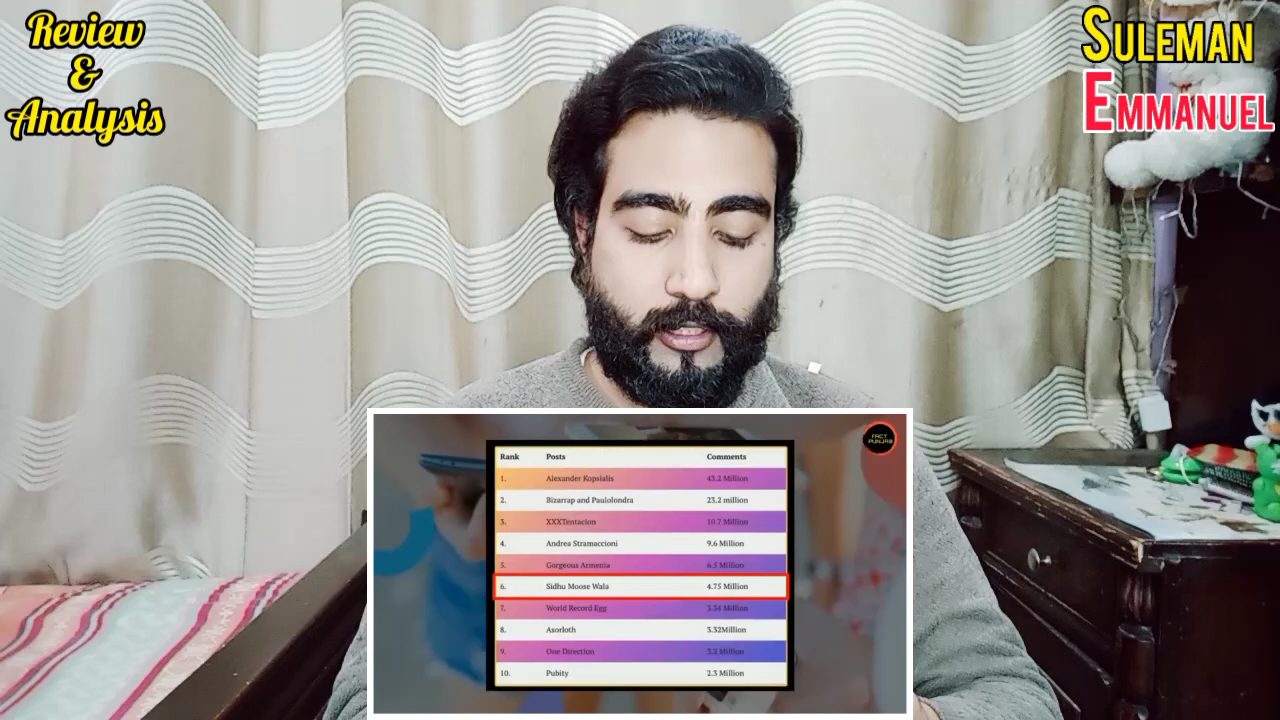 Review
&
Analysis
SULEMAN
EMMANUEL
FACT
PUNJAB
Rank Posts Comments
1. Alexander Kopsialis 43.2 Million
2. Bizarrap and Paulolondra 23.2 million
3. XXXTentacion 10.7 Million
4. Andrea Stramaccioni 9.6 Million
5. Gorgeous Armenia 6.5 Million
6. Sidhu Moose Wala 4.75 Million
7. World Record Egg 3.54 Million
8. Asorloth 3.32Million
9. One Direction 3.2 Million
10. Pubity 2.3 Million